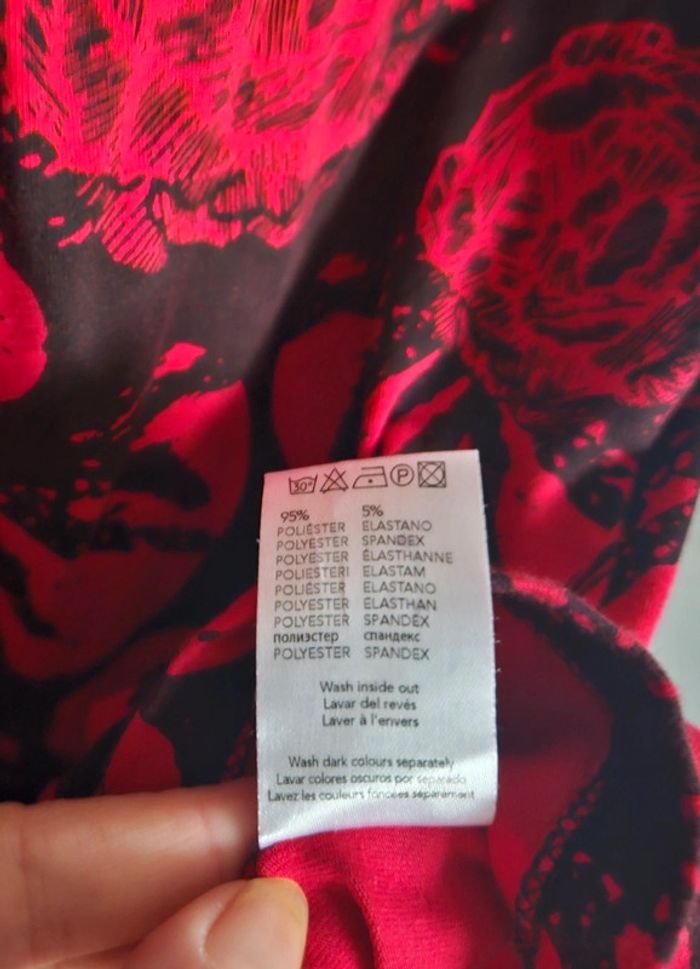 30°
P
95% 5%
POLIÉSTER ELASTANO
POLYESTER SPANDEX
POLYESTER ÉLASTHANNE
POLIESTERI ELASTAM
POLIÉSTER ELASTANO
POLYESTER ELASTHAN
POLYESTER SPANDEX
полиэстер спандекс
POLYESTER SPANDEX
Wash inside out
Lavar del revés
Laver à l'envers
Wash dark colours separately
Lavar colores oscuros por separado
Lavez les couleurs foncées séparément